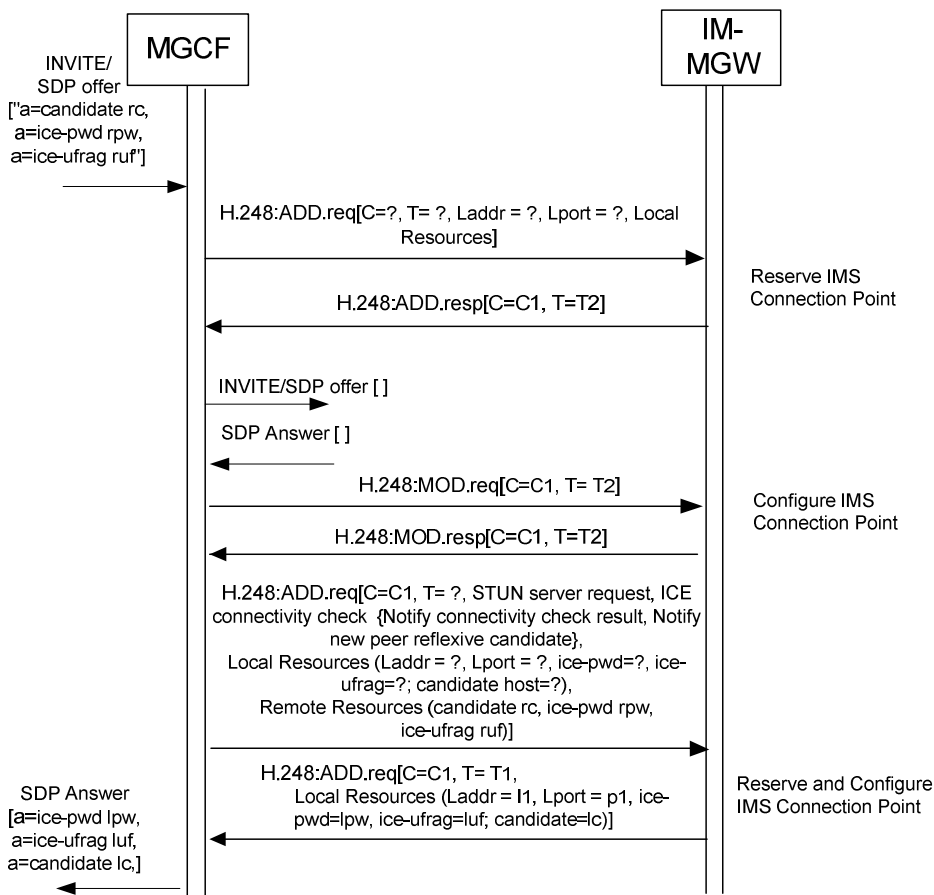 MGCF
IM-
MGW
INVITE/
SDP offer
["a=candidate rc,
a=ice-pwd rpw,
a=ice-ufrag ruf"]
H.248:ADD.req[C=?, T= ?, Laddr = ?, Lport = ?, Local
Resources]
Reserve IMS
Connection Point
H.248:ADD.resp[C=C1, T=T2]
INVITE/SDP offer [ ]
SDP Answer [ ]
H.248:MOD.req[C=C1, T= T2]
Configure IMS
Connection Point
H.248:MOD.resp[C=C1, T=T2]
H.248:ADD.req[C=C1, T= ?, STUN server request, ICE
connectivity check {Notify connectivity check result, Notify
new peer reflexive candidate},
Local Resources (Laddr = ?, Lport = ?, ice-pwd=?, ice-
ufrag=?; candidate host=?),
Remote Resources (candidate rc, ice-pwd rpw,
ice-ufrag ruf)]
H.248:ADD.req[C=C1, T= T1,
Local Resources (Laddr = l1, Lport = p1, ice-
pwd=lpw, ice-ufrag=luf; candidate=lc)]
Reserve and Configure
IMS Connection Point
SDP Answer
[a=ice-pwd lpw,
a=ice-ufrag luf,
a=candidate lc,]